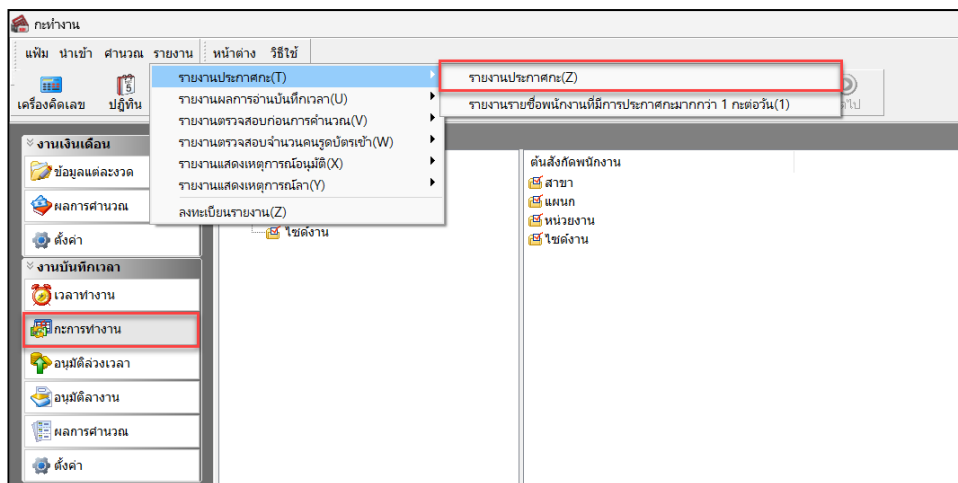 กะทำงาน
แฟ้ม นำเข้า คำนวณ รายงาน หน้าต่าง วิธีใช้
เครื่องคิดเลข ปฏิทิน
รายงานประกาศกะ(T)
รายงานผลการอ่านบันทึกเวลา(U)
รายงานตรวจสอบก่อนการคำนวณ(V)
รายงานตรวจสอบจำนวนคนรูดบัตรเข้า(W)
รายงานแสดงเหตุการณ์อนุมัติ(X)
รายงานแสดงเหตุการณ์ลา(Y)
ลงทะเบียนรายงาน(Z)
รายงานประกาศกะ(Z)
รายงานรายชื่อพนักงานที่มีการประกาศกะมากกว่า 1 กะต่อวัน(1)
งานเงินเดือน
ข้อมูลแต่ละงวด
ผลการคำนวณ
ตั้งค่า
งานบันทึกเวลา
เวลาทำงาน
กะการทำงาน
อนุมัติล่วงเวลา
อนุมัติลางาน
ผลการคำนวณ
ตั้งค่า
ไซด์งาน
ต้นสังกัดพนักงาน
สาขา
แผนก
หน่วยงาน
ไซด์งาน